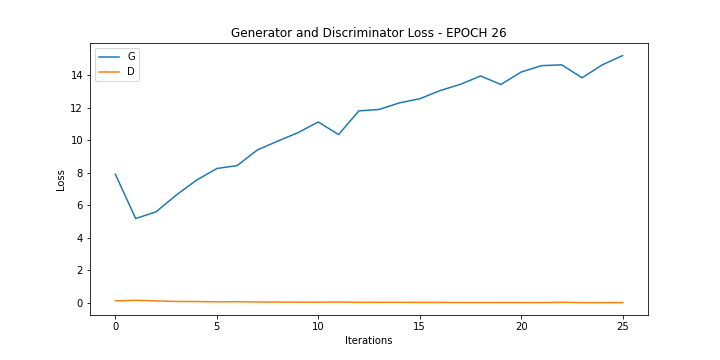 Generator and Discriminator Loss - EPOCH 26
G
D
14
12
10
8
6
4
2
0
Loss
0 5 10 15 20 25
Iterations